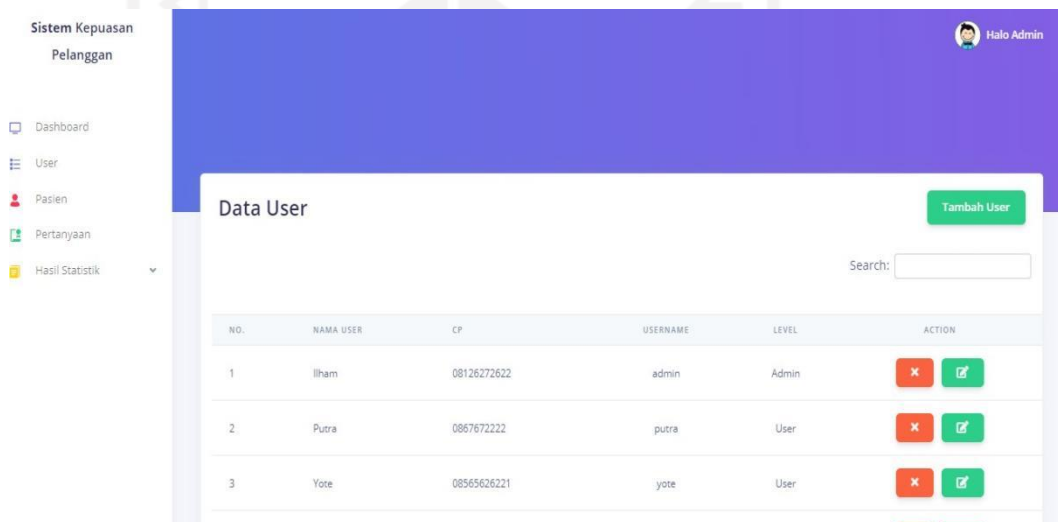 Sistem Kepuasan
Pelanggan
Halo Admin
Dashboard
User
Pasien
Pertanyaan
Hasil Statistik
Data User
Tambah User
Search:
NO. NAMA USER CP USERNAME LEVEL ACTION
1 Ilham 08126272622 admin Admin
2 Putra 0867672222 putra User
3 Yote 08565626221 yote User